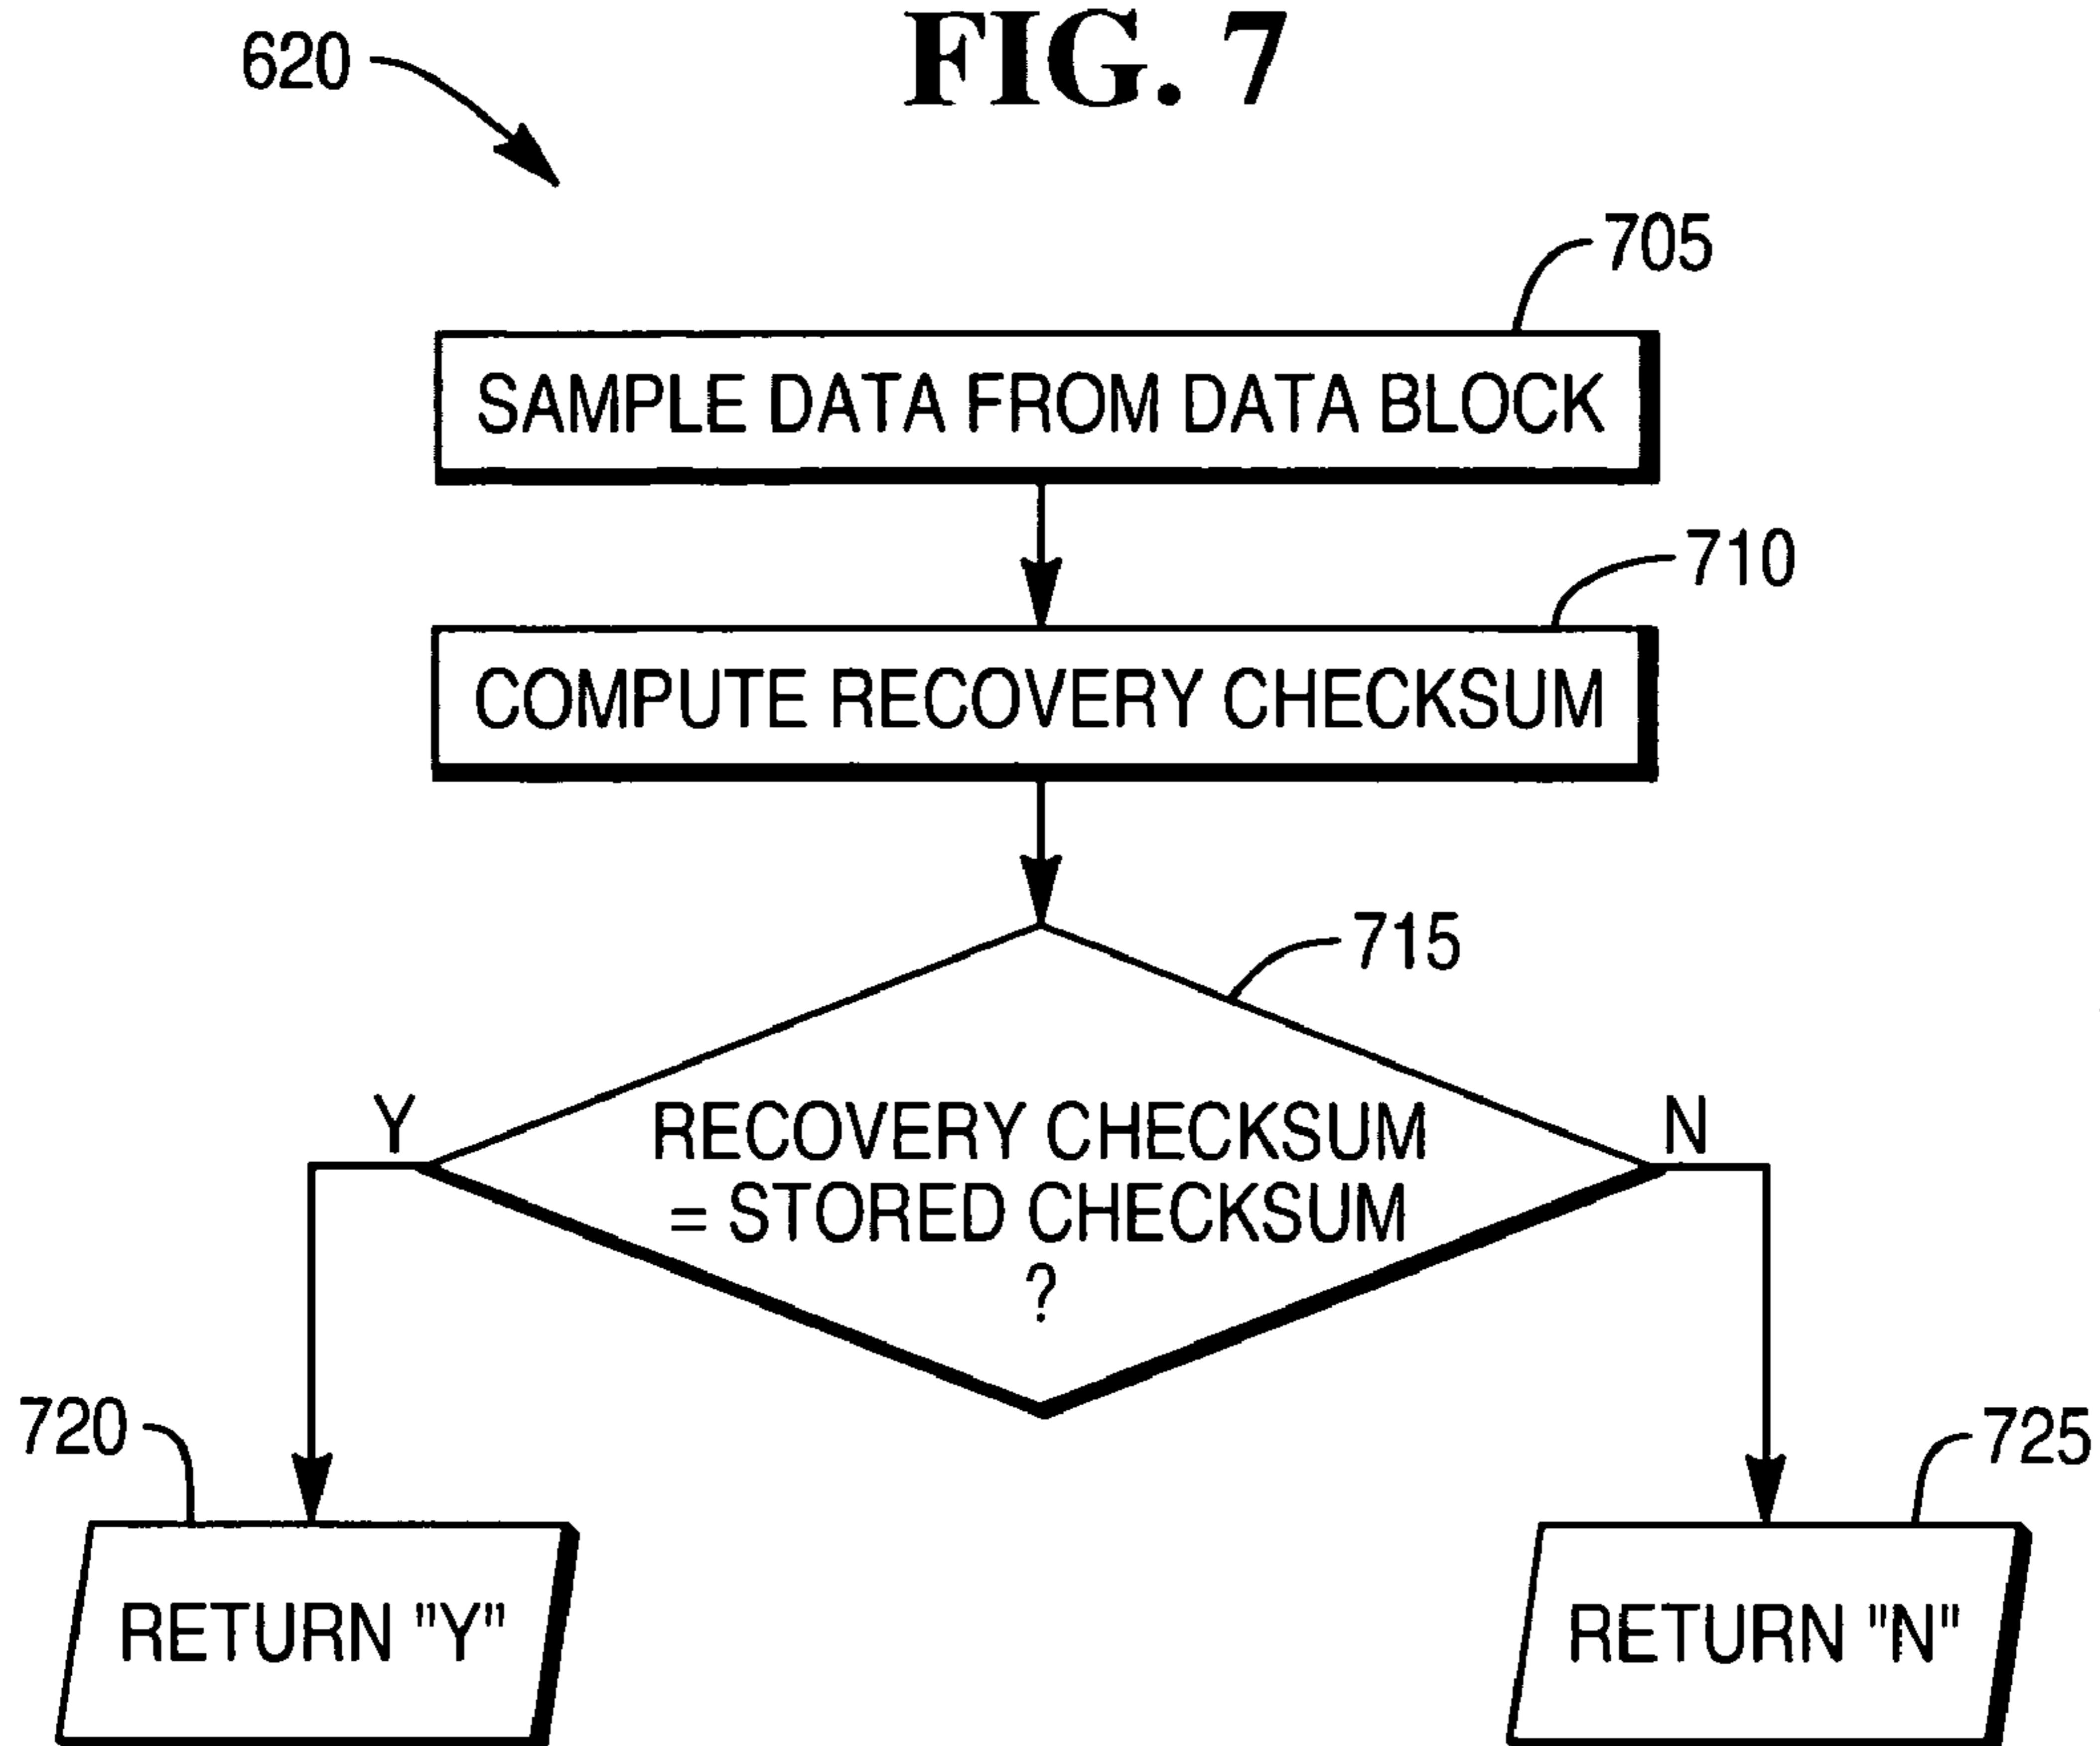 FIG. 7
620
705
SAMPLE DATA FROM DATA BLOCK
710
COMPUTE RECOVERY CHECKSUM
715
Y
N
RECOVERY CHECKSUM
= STORED CHECKSUM
?
720
725
RETURN "Y"
RETURN "N"